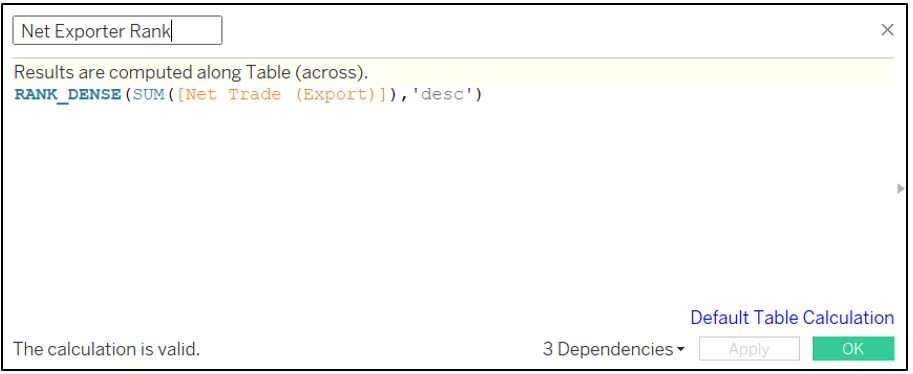 Net Exporter Rank
Results are computed along Table (across).
RANK_DENSE(SUM([Net Trade (Export)]),'desc')
Default Table Calculation
The calculation is valid.
3 Dependencies
Apply
OK